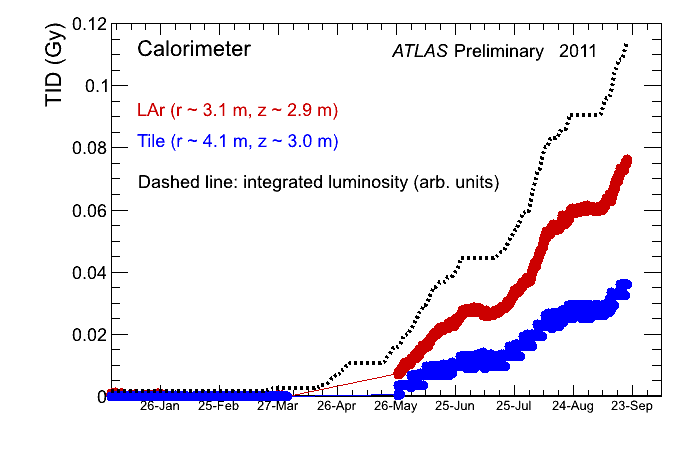 TID (Gy)
0.12
0.1
0.08
0.06
0.04
0.02
0
Calorimeter
ATLAS Preliminary 2011
LAr (r ~ 3.1 m, z ~ 2.9 m)
Tile (r ~ 4.1 m, z ~ 3.0 m)
Dashed line: integrated luminosity (arb. units)
26-Jan 25-Feb 27-Mar 26-Apr 26-May 25-Jun 25-Jul 24-Aug 23-Sep